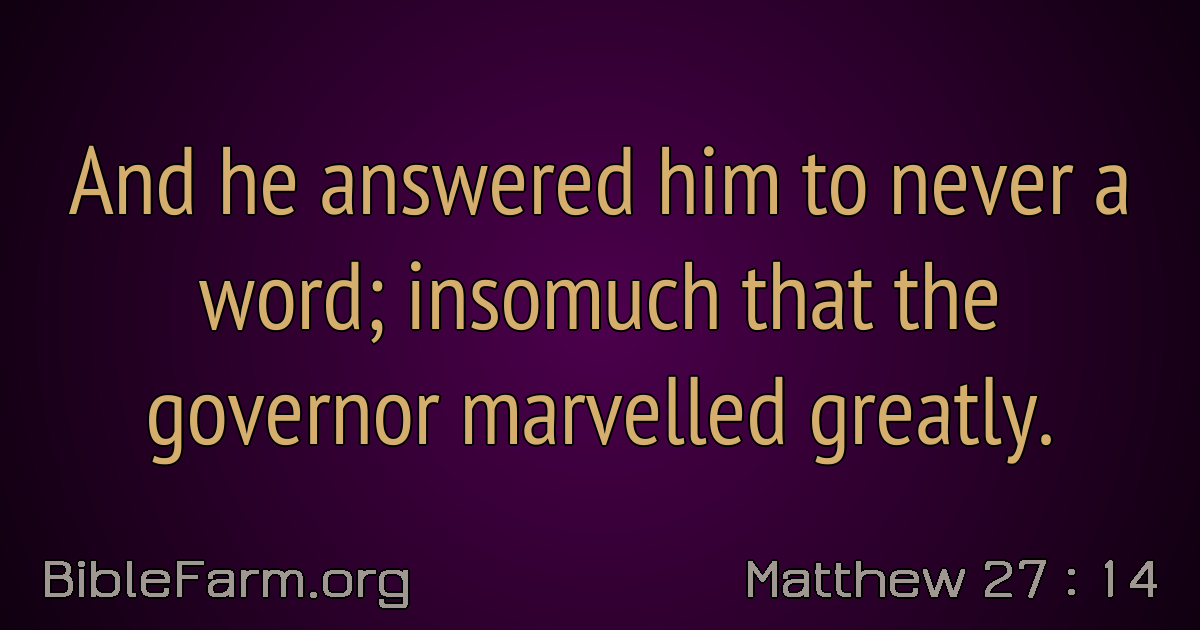 And he answered him to never a
word; insomuch that the
governor marvelled greatly.
BibleFarm.org
Matthew 27 : 14